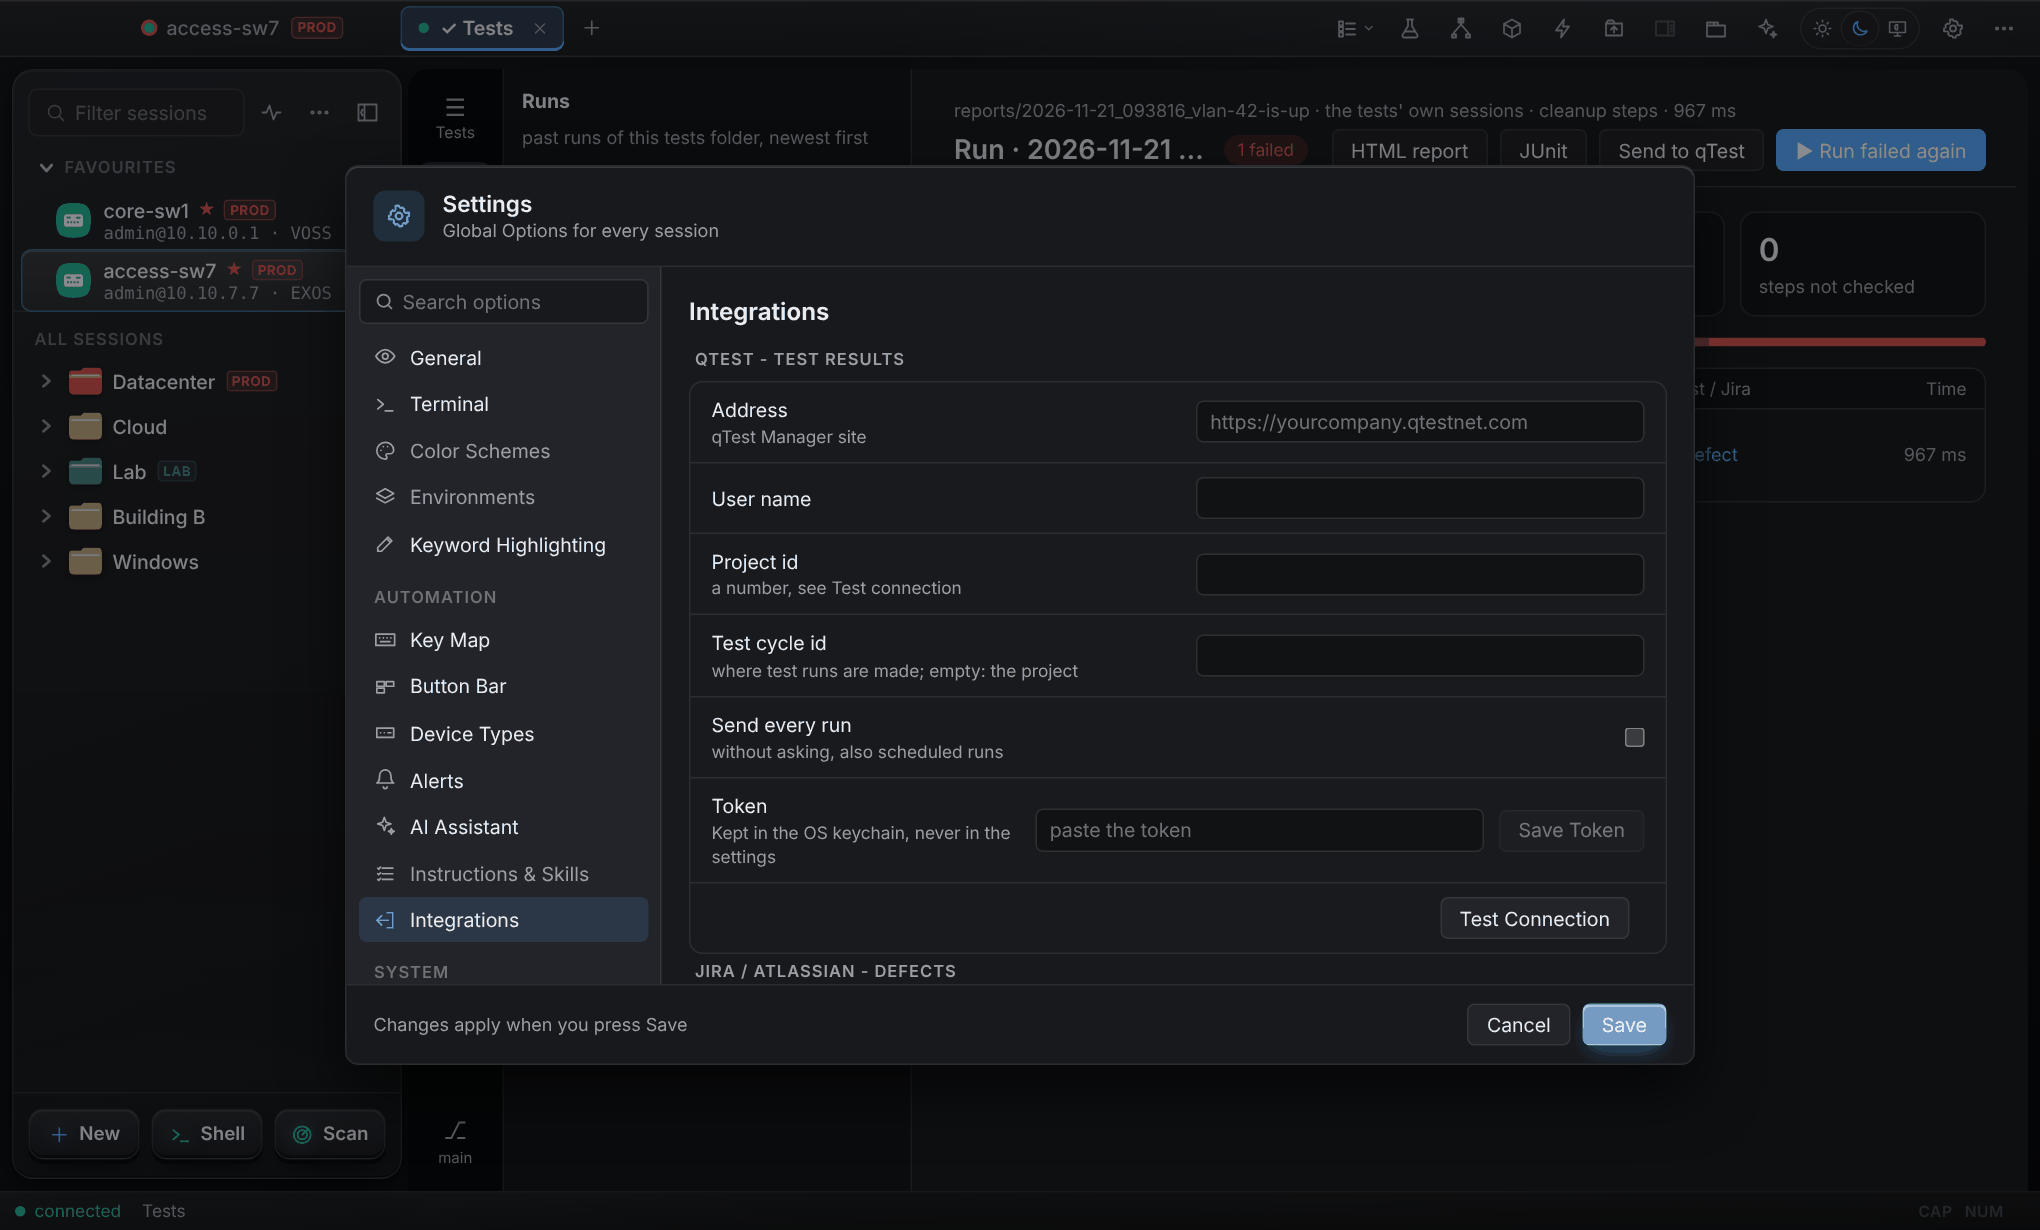 access-sw7 PROD
✓ Tests
Filter sessions
FAVOURITES
core-sw1 ★ PROD
admin@10.10.0.1 · VOSS
access-sw7 ★ PROD
admin@10.10.7.7 · EXOS
ALL SESSIONS
Datacenter PROD
Cloud
Lab LAB
Building B
Windows
New
Shell
Scan
Tests
main
Runs
past runs of this tests folder, newest first
reports/2026-11-21_093816_vlan-42-is-up · the tests' own sessions · cleanup steps · 967 ms
Run · 2026-11-21 ...
1 failed
HTML report
JUnit
Send to qTest
Run failed again
0
steps not checked
st / Jira
Time
efect
967 ms
Settings
Global Options for every session
Search options
General
Terminal
Color Schemes
Environments
Keyword Highlighting
AUTOMATION
Key Map
Button Bar
Device Types
Alerts
AI Assistant
Instructions & Skills
Integrations
SYSTEM
Integrations
QTEST - TEST RESULTS
Address
qTest Manager site
https://yourcompany.qtestnet.com
User name
Project id
a number, see Test connection
Test cycle id
where test runs are made; empty: the project
Send every run
without asking, also scheduled runs
Token
Kept in the OS keychain, never in the
settings
paste the token
Save Token
Test Connection
JIRA / ATLASSIAN - DEFECTS
Changes apply when you press Save
Cancel
Save
connected
Tests
CAP NUM